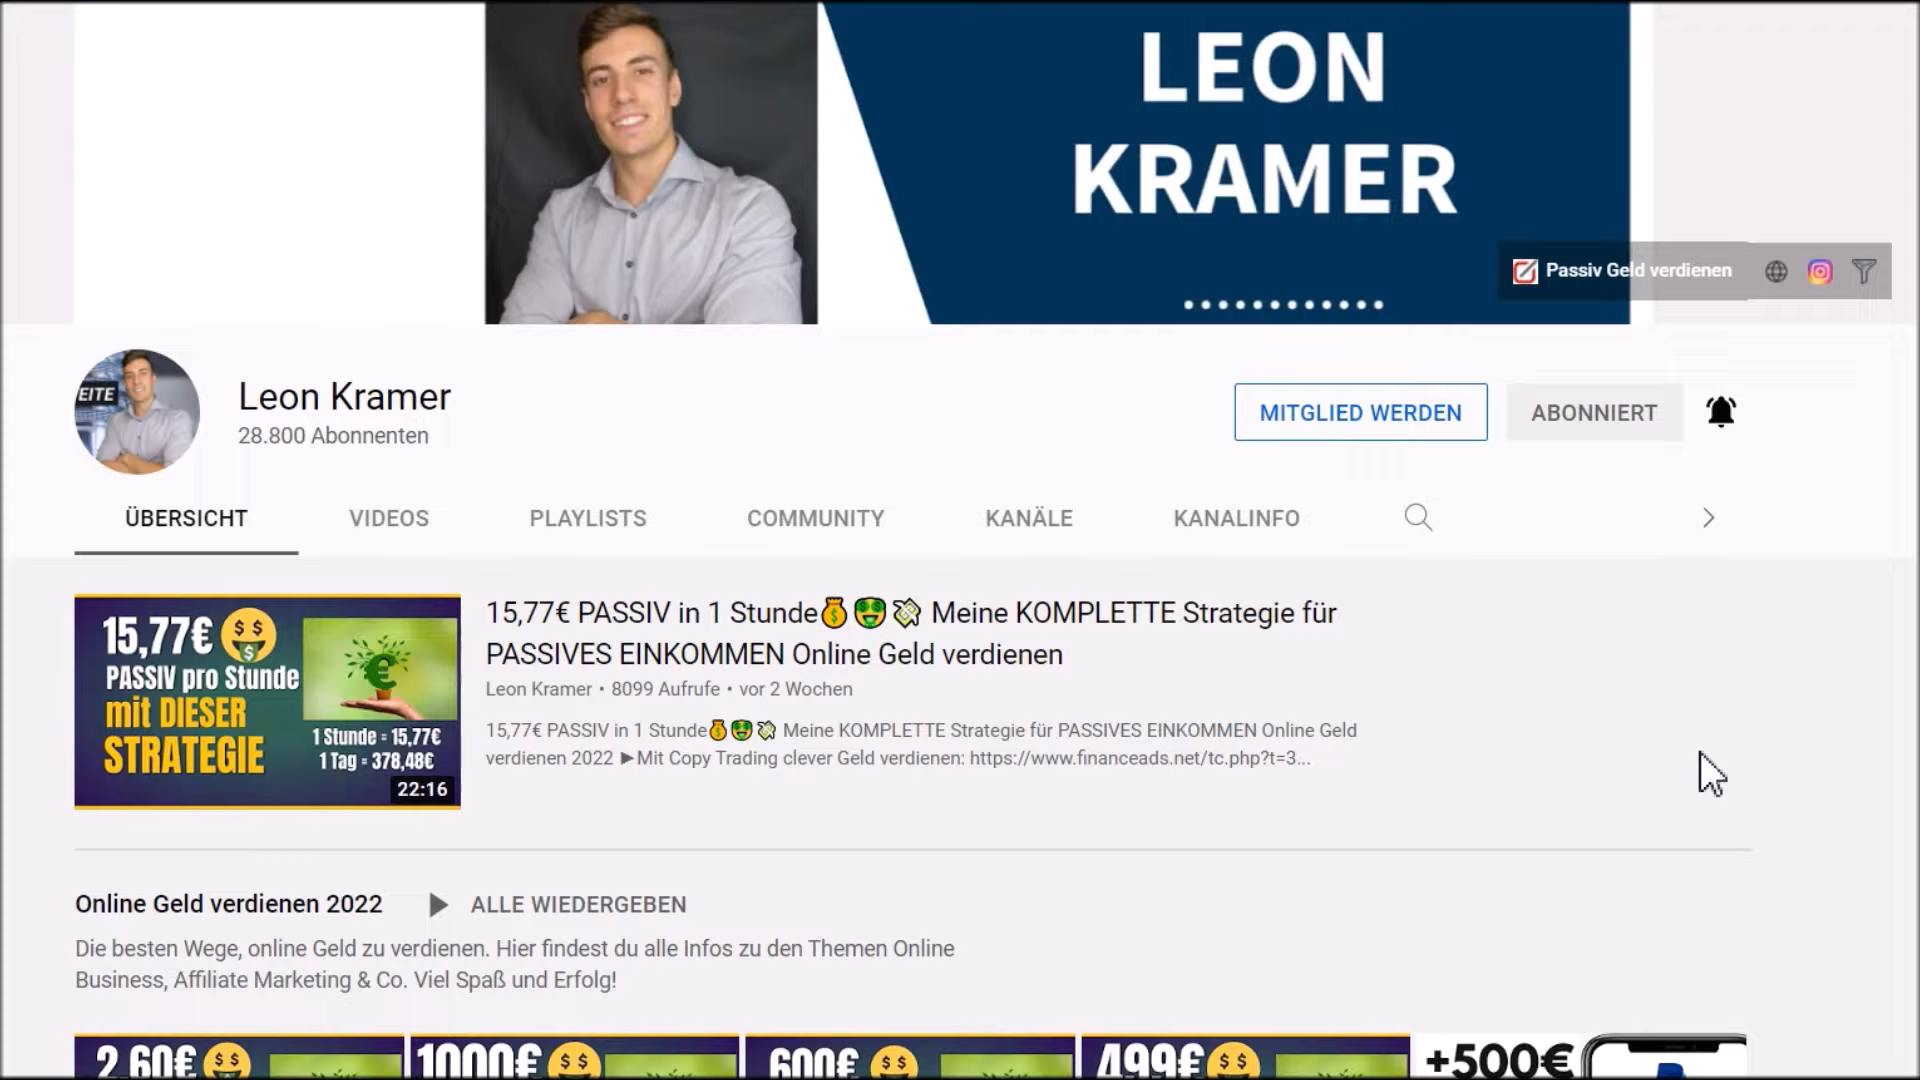 LEON
KRAMER
Passiv Geld verdienen
EITE
Leon Kramer
28.800 Abonnenten
MITGLIED WERDEN
ABONNIERT
ÜBERSICHT
VIDEOS
PLAYLISTS
COMMUNITY
KANÄLE
KANALINFO
15,77€
PASSIV pro Stunde
mit DIESER
STRATEGIE
1 Stunde = 15,77€
1 Tag = 378,48€
22:16
15,77€ PASSIV in 1 Stunde💰🤑💸 Meine KOMPLETTE Strategie für
PASSIVES EINKOMMEN Online Geld verdienen
Leon Kramer • 8099 Aufrufe • vor 2 Wochen
15,77€ PASSIV in 1 Stunde💰🤑💸 Meine KOMPLETTE Strategie für PASSIVES EINKOMMEN Online Geld
verdienen 2022 ►Mit Copy Trading clever Geld verdienen: https://www.financeads.net/tc.php?t=3...
Online Geld verdienen 2022
ALLE WIEDERGEBEN
Die besten Wege, online Geld zu verdienen. Hier findest du alle Infos zu den Themen Online
Business, Affiliate Marketing & Co. Viel Spaß und Erfolg!
2,60€
1000€
600€
499€
+500€